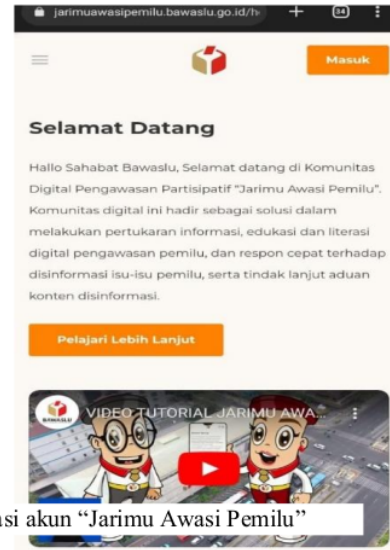 jarimuawasipemilu.bawaslu.go.id/h
34
Masuk
Selamat Datang
Hallo Sahabat Bawaslu, Selamat datang di Komunitas
Digital Pengawasan Partisipatif “Jarimu Awasi Pemilu”.
Komunitas digital ini hadir sebagai solusi dalam
melakukan pertukaran informasi, edukasi dan literasi
digital pengawasan pemilu, dan respon cepat terhadap
disinformasi isu-isu pemilu, serta tindak lanjut aduan
konten disinformasi.
Pelajari Lebih Lanjut
BAWASLU
VIDEO TUTORIAL JARIMU AWA...
si akun “Jarimu Awasi Pemilu”